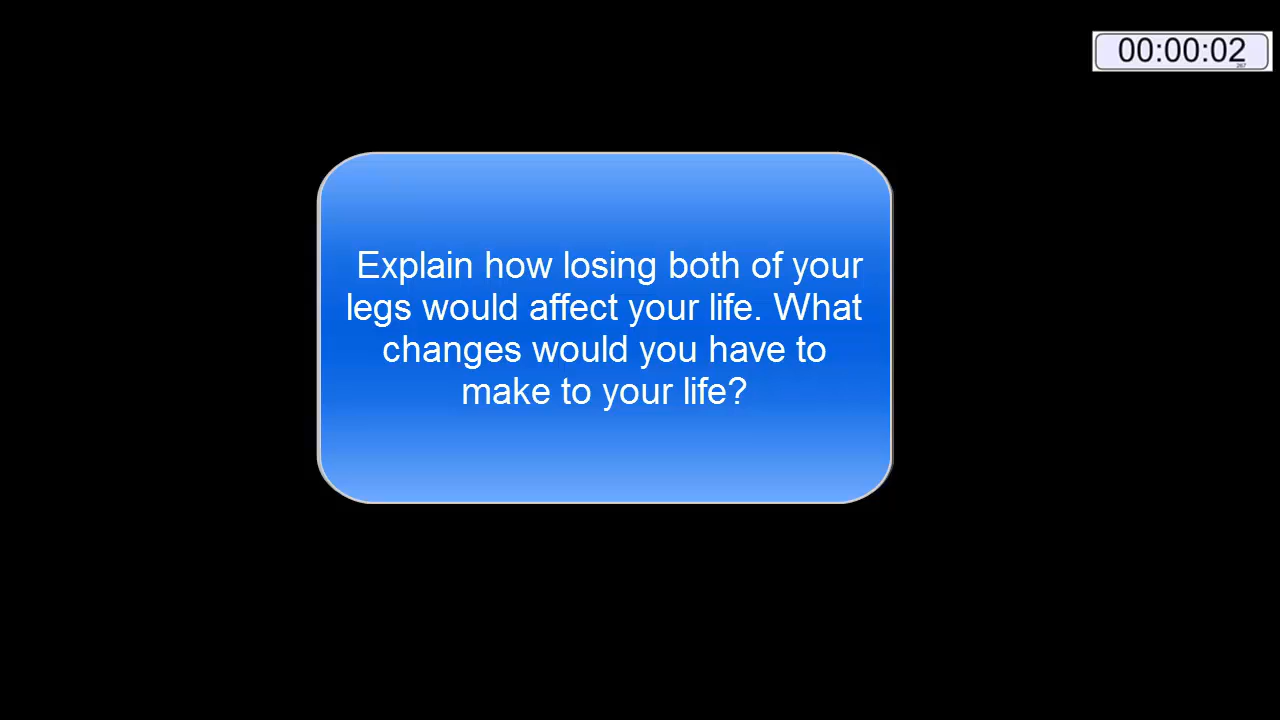 00:00:02
Explain how losing both of your
legs would affect your life. What
changes would you have to
make to your life?